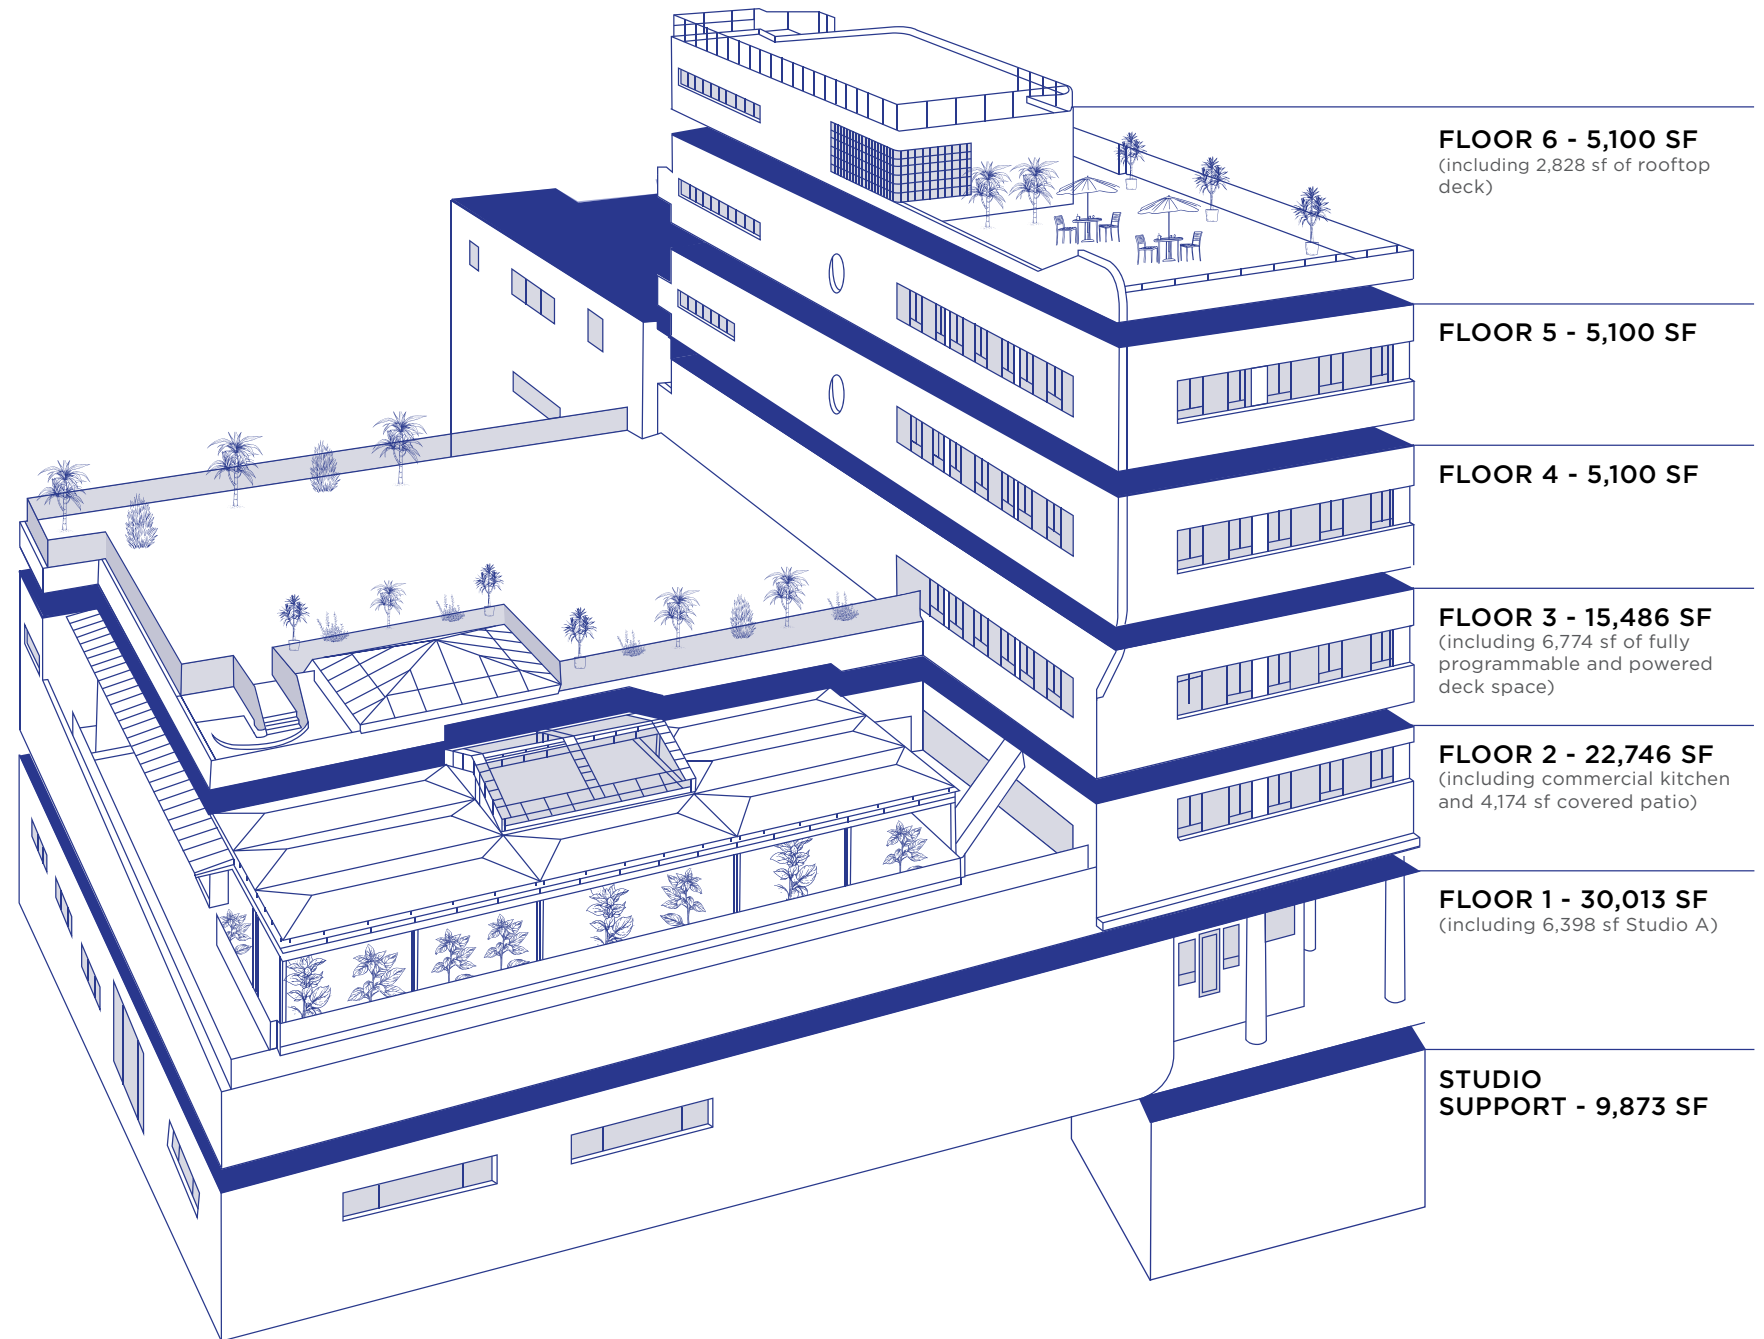 FLOOR 6 - 5,100 SF
(including 2,828 sf of rooftop
deck)
FLOOR 5 - 5,100 SF
FLOOR 4 - 5,100 SF
FLOOR 3 - 15,486 SF
(including 6,774 sf of fully
programmable and powered
deck space)
FLOOR 2 - 22,746 SF
(including commercial kitchen
and 4,174 sf covered patio)
FLOOR 1 - 30,013 SF
(including 6,398 sf Studio A)
STUDIO
SUPPORT - 9,873 SF